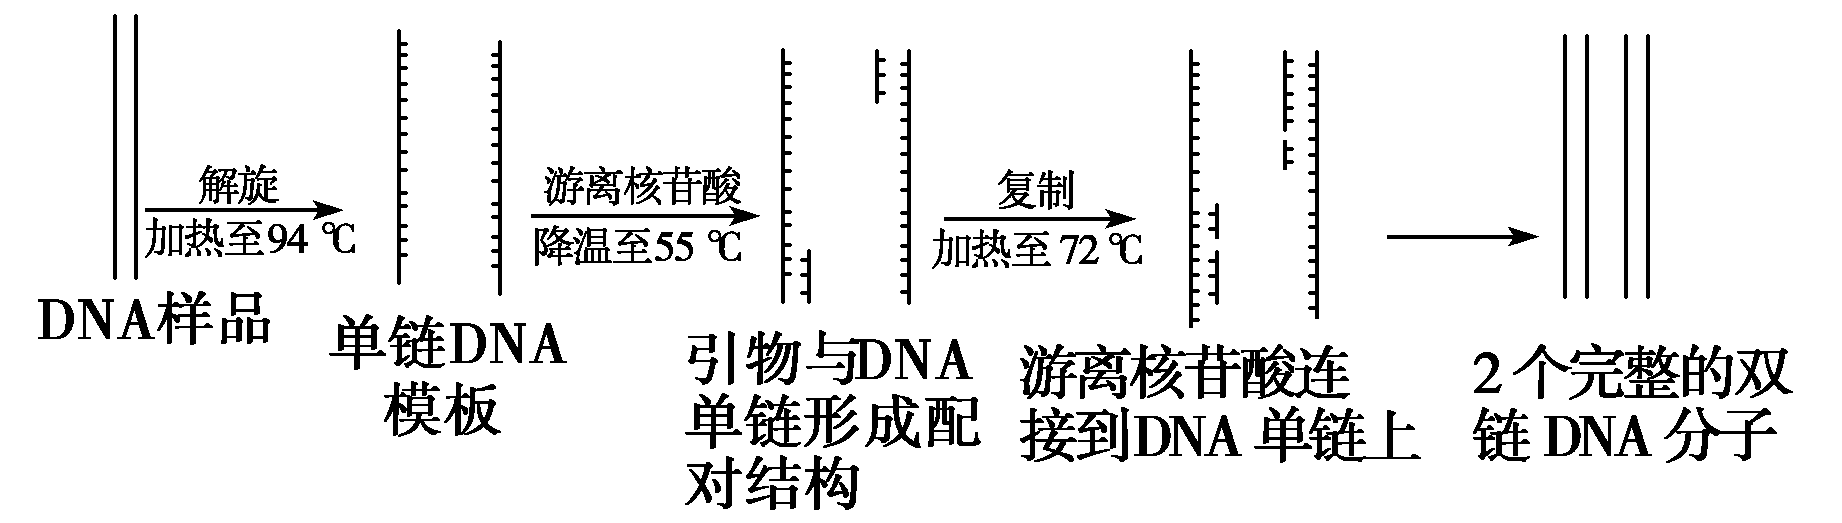 解旋
加热至94 ℃
DNA样品
单链DNA
模板
游离核苷酸
降温至55 ℃
引物与DNA
单链形成配
对结构
复制
加热至 72 ℃
游离核苷酸连
接到DNA 单链上
2 个完整的双
链 DNA 分子